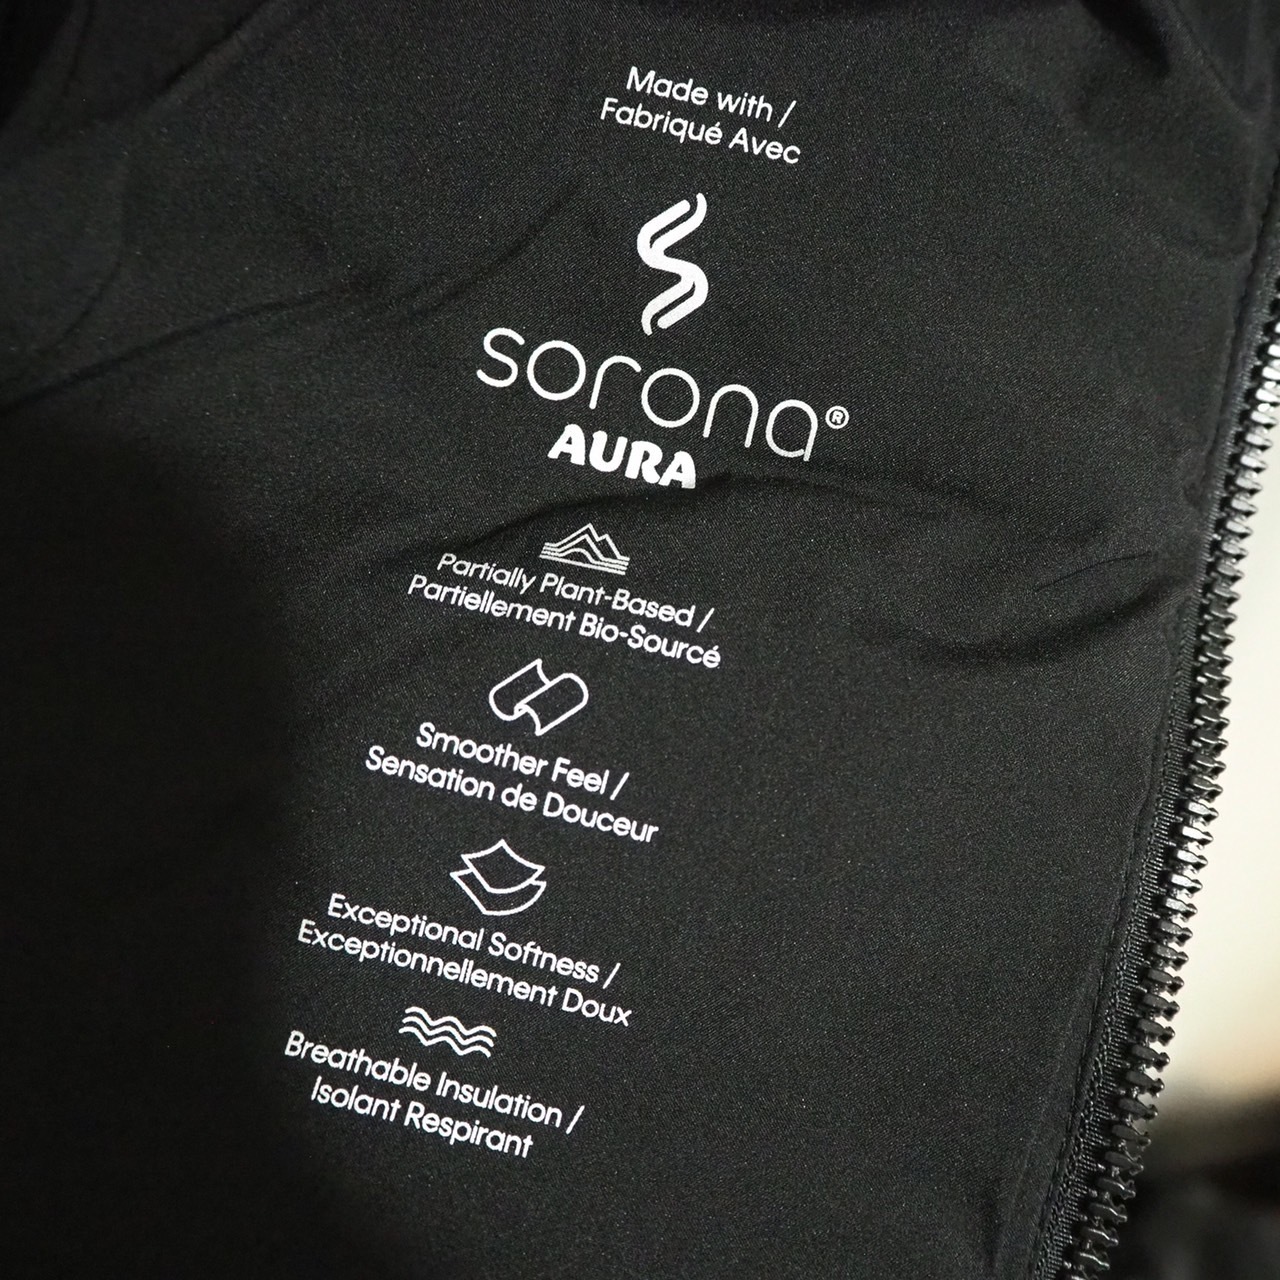 Made with /
Fabriqué Avec
sorona®
AURA
Partially Plant-Based /
Partiellement Bio-Sourcé
Smoother Feel /
Sensation de Douceur
Exceptional Softness /
Exceptionnellement Doux
Breathable Insulation /
Isolant Respirant